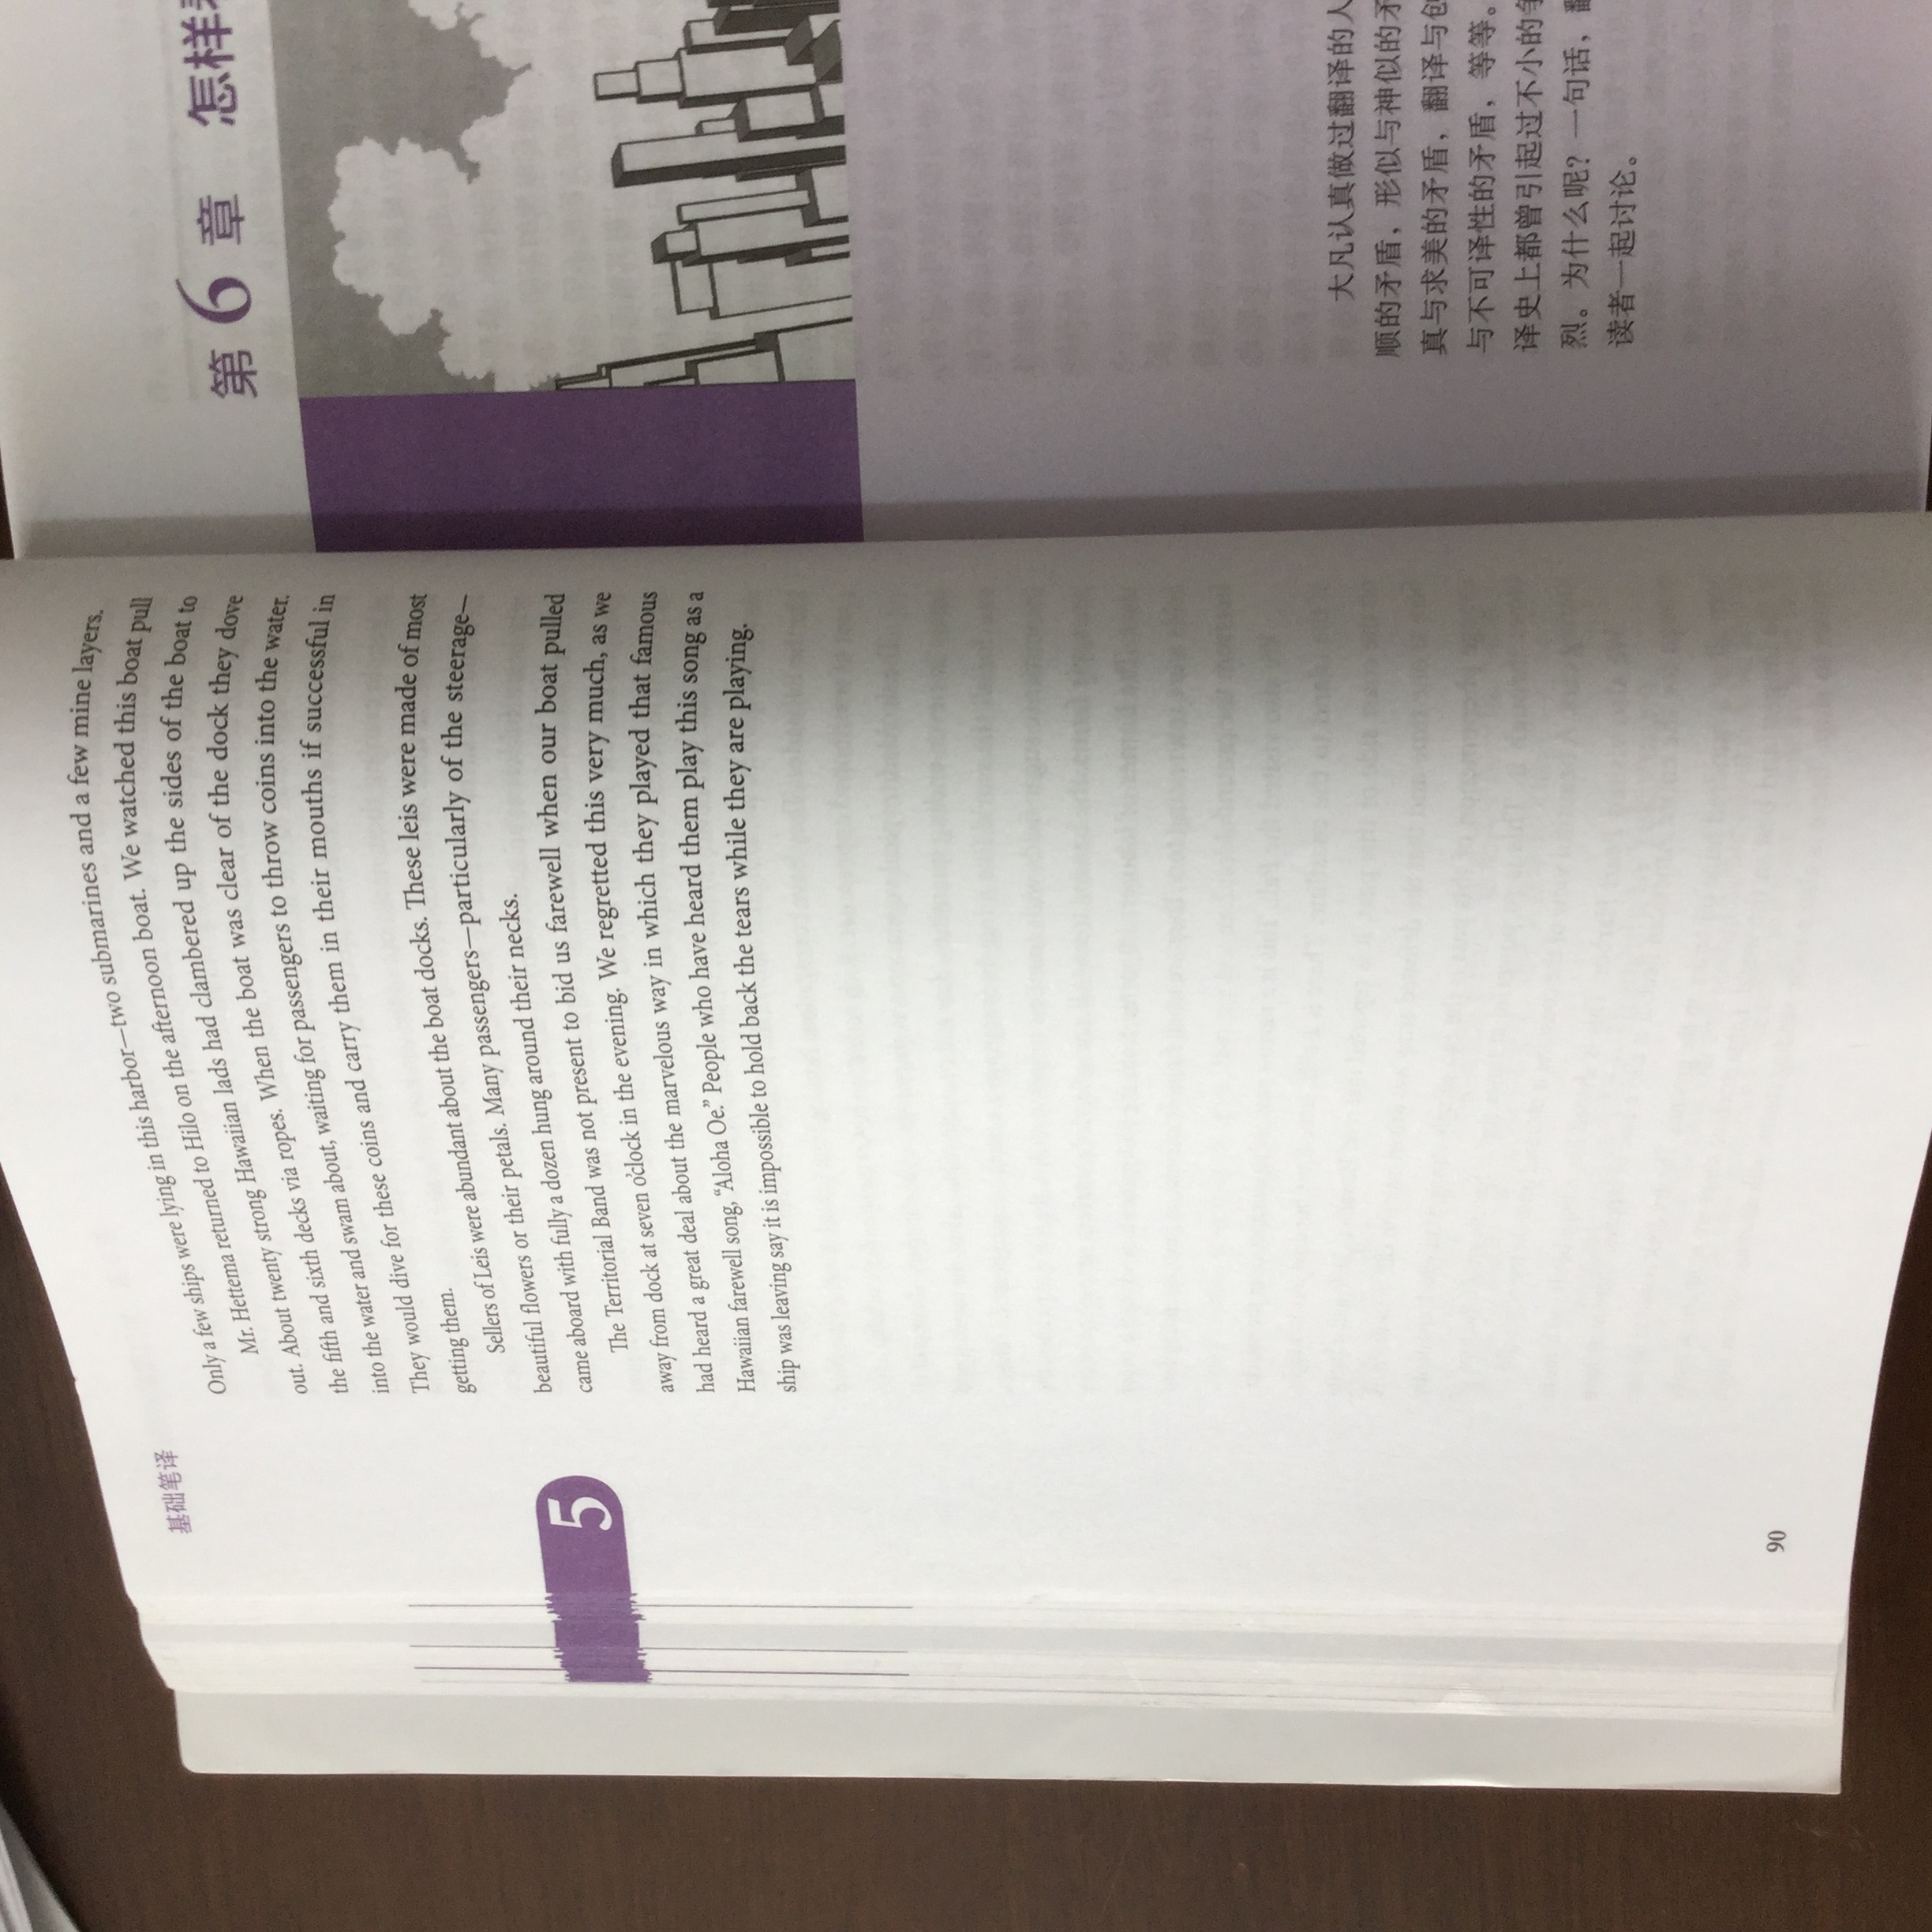 基础笔译
Only a few ships were lying in this harbor—two submarines and a few mine layers.
Mr. Hettema returned to Hilo on the afternoon boat. We watched this boat pull
out. About twenty strong Hawaiian lads had clambered up the sides of the boat to
the fifth and sixth decks via ropes. When the boat was clear of the dock they dove
into the water and swam about, waiting for passengers to throw coins into the water.
They would dive for these coins and carry them in their mouths if successful in
getting them.
Sellers of Leis were abundant about the boat docks. These leis were made of most
beautiful flowers or their petals. Many passengers—particularly of the steerage—
came aboard with fully a dozen hung around their necks.
The Territorial Band was not present to bid us farewell when our boat pulled
away from dock at seven o'clock in the evening. We regretted this very much, as we
had heard a great deal about the marvelous way in which they played that famous
Hawaiian farewell song, “Aloha Oe.” People who have heard them play this song as a
ship was leaving say it is impossible to hold back the tears while they are playing.
5
90
第6章 怎样
大凡认真做过翻译的人
顺的矛盾，形似与神似的矛
真与求美的矛盾，翻译与创
与不可译性的矛盾，等等。
译史上都曾引起过不小的争
烈。为什么呢？一句话，翻
读者一起讨论。